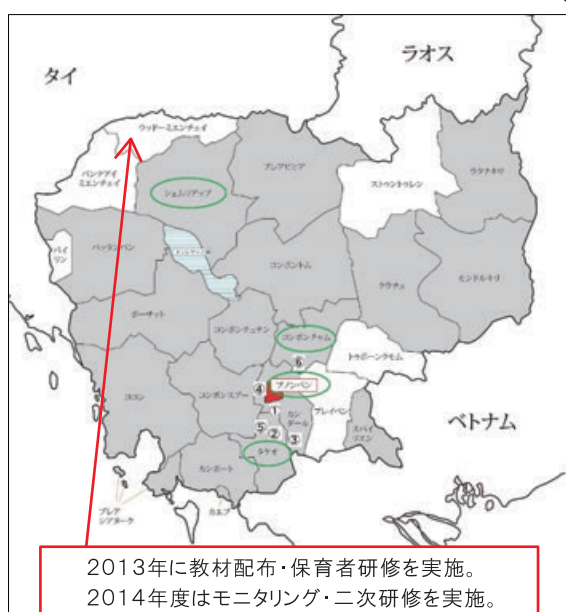 ラオス
タイ
ウッドーミエンチェイ
バンテアイ
ミエンチェイ
シェムリアップ
プレアビヒア
ストゥントゥレン
ラタナキリ
パイ
リン
バッタンバン
コンポントム
クラチェ
モンドルキリ
ポーサット
コンポンチュナン
コンポンチャム
⑥
トゥボーンクモム
ココン
コンポンスプー
④
プノンペン
①
カン
ダール
プレイベン
⑤
②
③
スバイ
リエン
ベトナム
タケオ
カンポート
カエプ
プレア
シアヌーク
2013年に教材配布・保育者研修を実施。
2014年度はモニタリング・二次研修を実施。